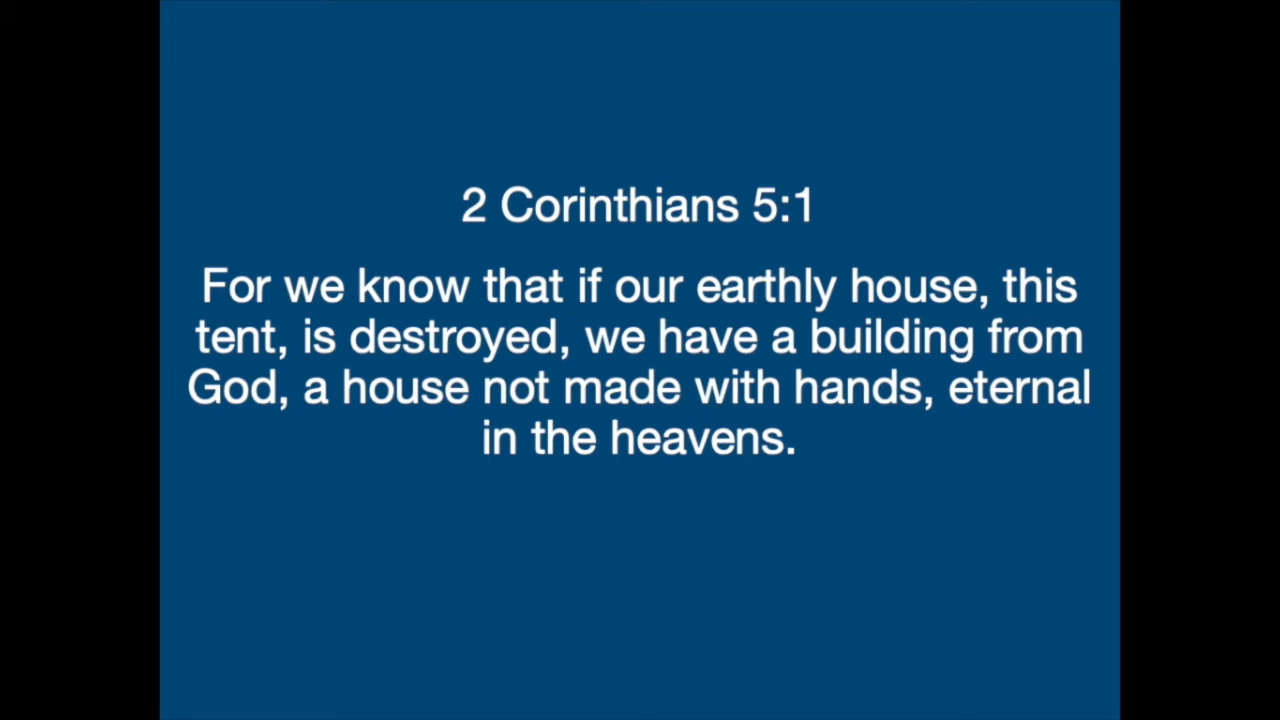 2 Corinthians 5:1
For we know that if our earthly house, this
tent, is destroyed, we have a building from
God, a house not made with hands, eternal
in the heavens.